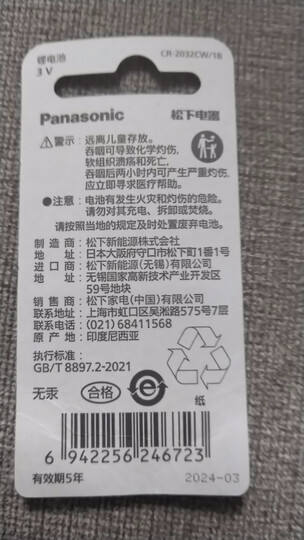 锂电池 CR-2032CW/1B
3 V
Panasonic 松下电器
⚠警示：远离儿童存放。
吞咽可导致化学灼伤，
软组织溃疡和死亡，
吞咽后两小时内可产生严重灼伤，
应立即寻求医疗帮助。
●注意：电池有发生火灾和灼伤的危险。
请勿对其充电、拆卸或焚烧。
请按照当地的规定及时处置废弃电池。
制造商：松下新能源株式会社
地址：日本大阪府守口市松下町1番1号
进口商：松下新能源(无锡)有限公司
地址：无锡国家高新技术产业开发区
59号地块
销售商：松下家电(中国)有限公司
联系地址：上海市虹口区吴淞路575号7层
联系电话：(021) 68411568
原产地：印度尼西亚
执行标准：
GB/T 8897.2-2021
无汞 合格 纸
6 942256 246723
有效期5年 2024-03